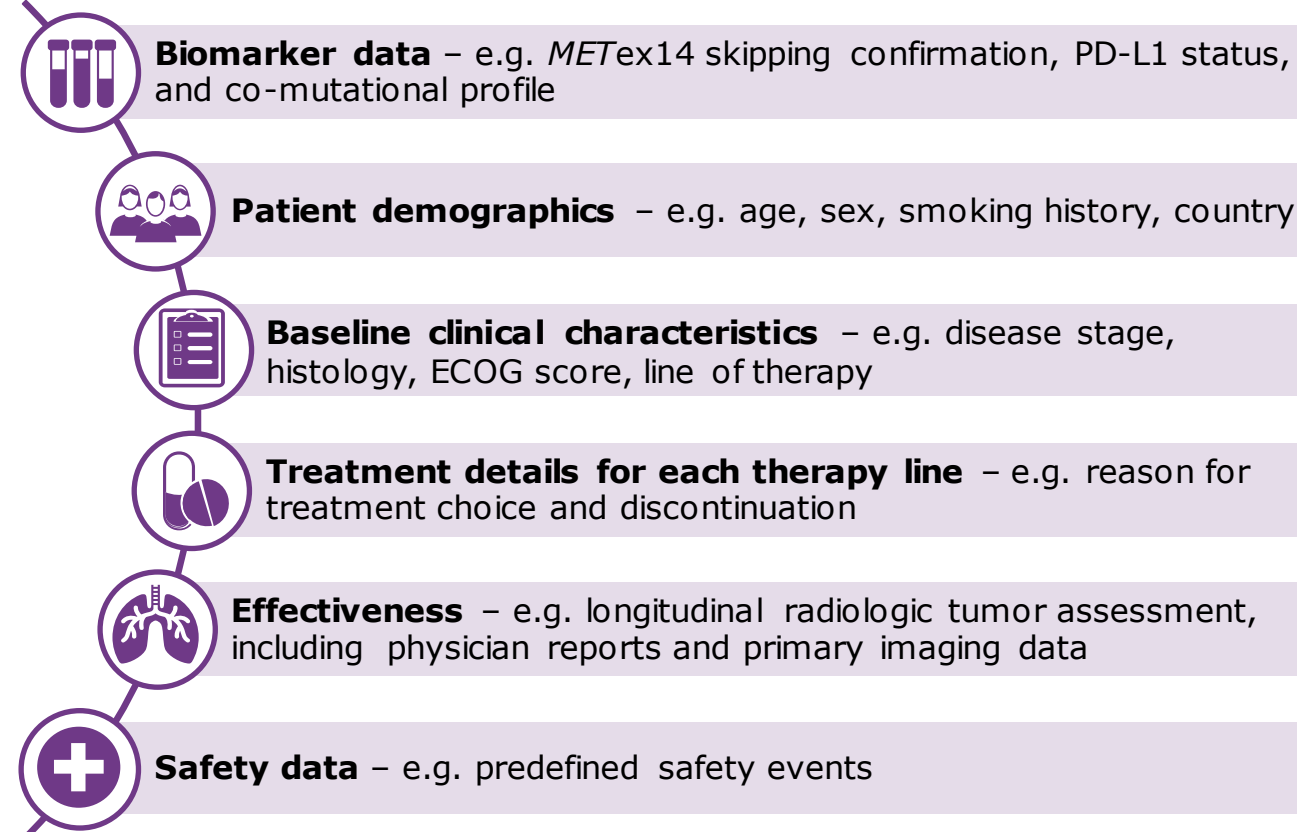 Biomarker data – e.g. METex14 skipping confirmation, PD-L1 status,
and co-mutational profile
Patient demographics – e.g. age, sex, smoking history, country
Baseline clinical characteristics – e.g. disease stage,
histology, ECOG score, line of therapy
Treatment details for each therapy line – e.g. reason for
treatment choice and discontinuation
Effectiveness – e.g. longitudinal radiologic tumor assessment,
including physician reports and primary imaging data
Safety data – e.g. predefined safety events